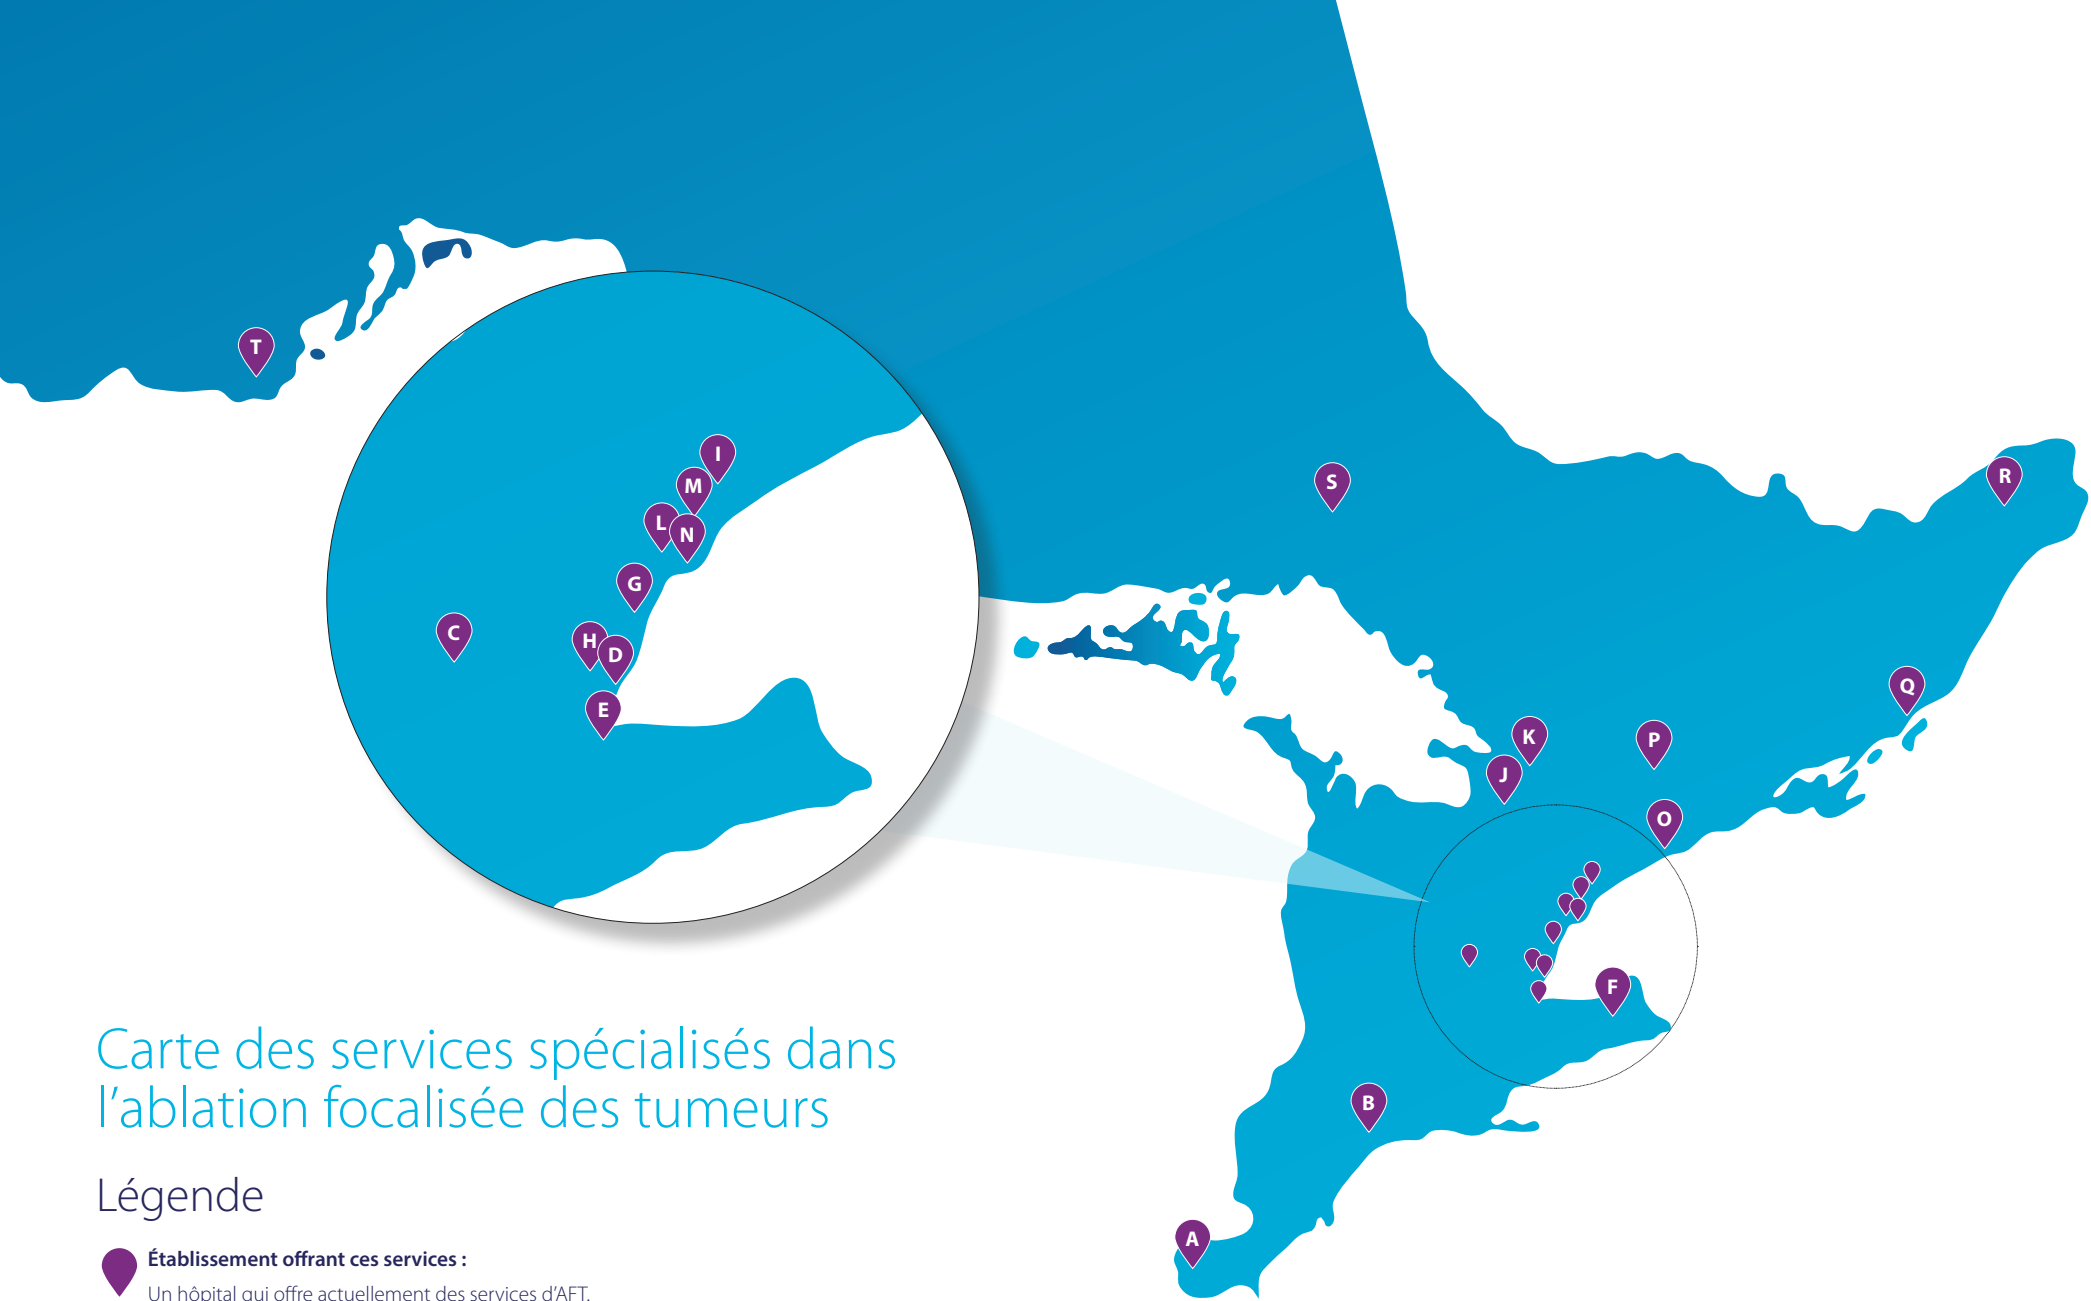 T
I
M
L
N
G
C
H
D
E
S
R
Q
K
P
J
O
F
B
A
Carte des services spécialisés dans
l’ablation focalisée des tumeurs
Légende
Établissement offrant ces services :
Un hôpital qui offre actuellement des services d’AFT.